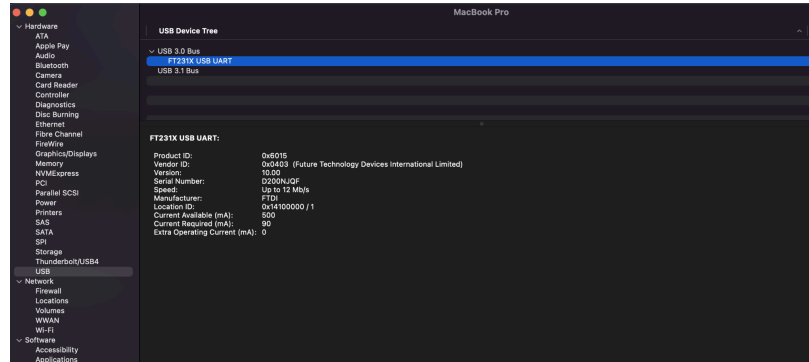 MacBook Pro
Hardware
ATA
Apple Pay
Audio
Bluetooth
Camera
Card Reader
Controller
Diagnostics
Disc Burning
Ethernet
Fibre Channel
FireWire
Graphics/Displays
Memory
NVMExpress
PCI
Parallel SCSI
Power
Printers
SAS
SATA
SPI
Storage
Thunderbolt/USB4
USB
Network
Firewall
Locations
Volumes
WWAN
Wi-Fi
Software
Accessibility
Applications
USB Device Tree
USB 3.0 Bus
FT231X USB UART
USB 3.1 Bus
FT231X USB UART:
Product ID: 0x6015
Vendor ID: 0x0403 (Future Technology Devices International Limited)
Version: 10.00
Serial Number: D200NJQF
Speed: Up to 12 Mb/s
Manufacturer: FTDI
Location ID: 0x14100000 / 1
Current Available (mA): 500
Current Required (mA): 90
Extra Operating Current (mA): 0